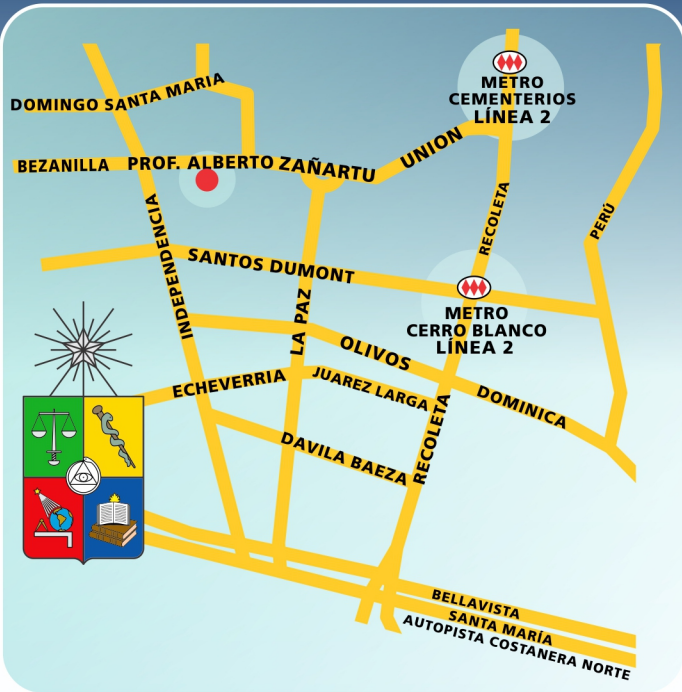 METRO
CEMENTERIOS
LÍNEA 2
DOMINGO SANTA MARIA
BEZANILLA
PROF. ALBERTO ZAÑARTU
UNION
RECOLETA
PERÚ
INDEPENDENCIA
SANTOS DUMONT
LA PAZ
METRO
CERRO BLANCO
LÍNEA 2
OLIVOS
ECHEVERRIA
JUAREZ LARGA
DOMINICA
RECOLETA
DAVILA BAEZA
BELLAVISTA
SANTA MARÍA
AUTOPISTA COSTANERA NORTE